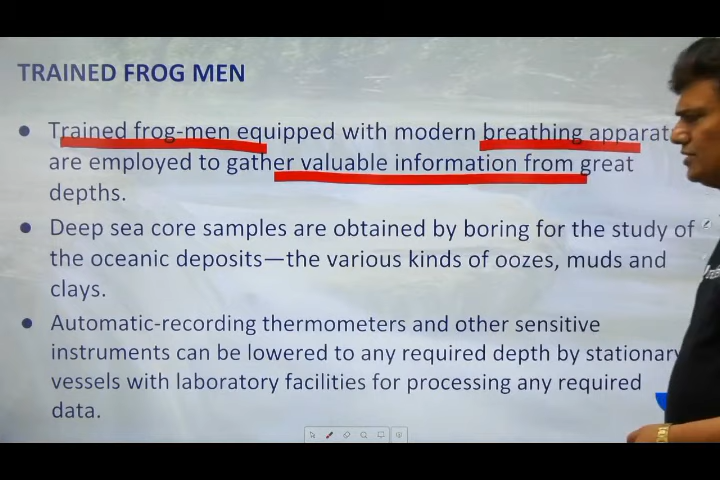 TRAINED FROG MEN
● Trained frog-men equipped with modern breathing apparat
are employed to gather valuable information from great
depths.
● Deep sea core samples are obtained by boring for the study of
the oceanic deposits—the various kinds of oozes, muds and
clays.
● Automatic-recording thermometers and other sensitive
instruments can be lowered to any required depth by stationary
vessels with laboratory facilities for processing any required
data.